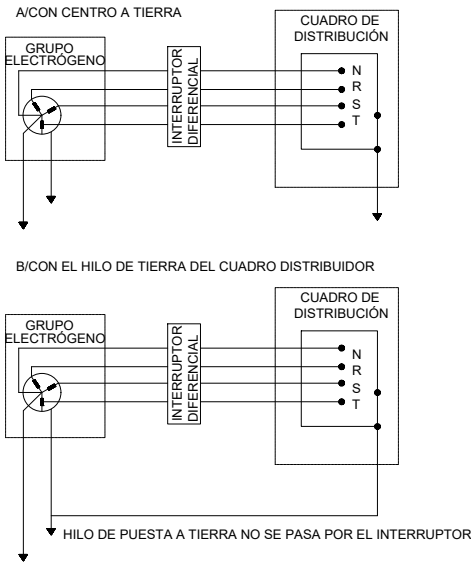 A/CON CENTRO A TIERRA
GRUPO
ELECTRÓGENO
INTERRUPTOR
DIFERENCIAL
CUADRO DE
DISTRIBUCIÓN
N
R
S
T
B/CON EL HILO DE TIERRA DEL CUADRO DISTRIBUIDOR
GRUPO
ELECTRÓGENO
INTERRUPTOR
DIFERENCIAL
CUADRO DE
DISTRIBUCIÓN
N
R
S
T
HILO DE PUESTA A TIERRA NO SE PASA POR EL INTERRUPTOR